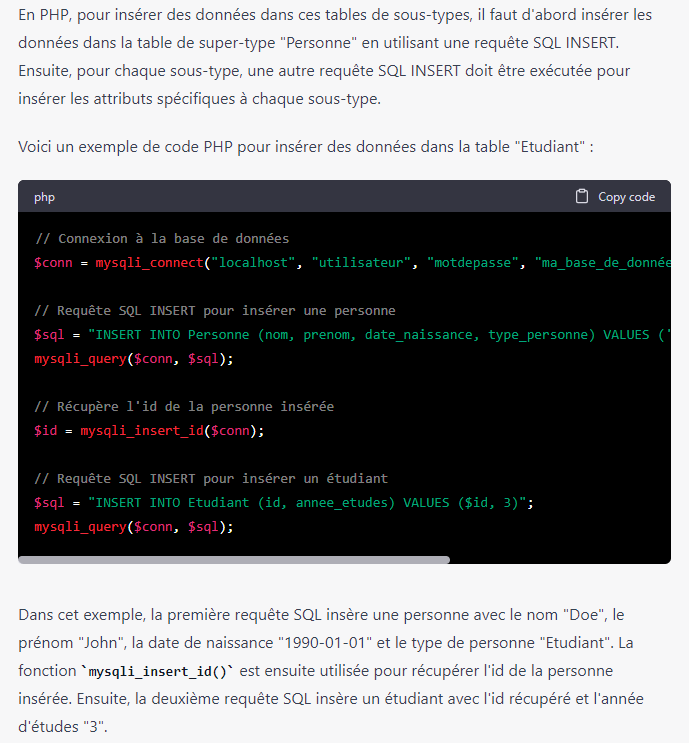 En PHP, pour insérer des données dans ces tables de sous-types, il faut d'abord insérer les
données dans la table de super-type "Personne" en utilisant une requête SQL INSERT.
Ensuite, pour chaque sous-type, une autre requête SQL INSERT doit être exécutée pour
insérer les attributs spécifiques à chaque sous-type.
Voici un exemple de code PHP pour insérer des données dans la table "Etudiant" :
php Copy code
// Connexion à la base de données
$conn = mysqli_connect("localhost", "utilisateur", "motdepasse", "ma_base_de_donnée
// Requête SQL INSERT pour insérer une personne
$sql = "INSERT INTO Personne (nom, prenom, date_naissance, type_personne) VALUES ('
mysqli_query($conn, $sql);
// Récupère l'id de la personne insérée
$id = mysqli_insert_id($conn);
// Requête SQL INSERT pour insérer un étudiant
$sql = "INSERT INTO Etudiant (id, annee_etudes) VALUES ($id, 3)";
mysqli_query($conn, $sql);
Dans cet exemple, la première requête SQL insère une personne avec le nom "Doe", le
prénom "John", la date de naissance "1990-01-01" et le type de personne "Etudiant". La
fonction `mysqli_insert_id()` est ensuite utilisée pour récupérer l'id de la personne
insérée. Ensuite, la deuxième requête SQL insère un étudiant avec l'id récupéré et l'année
d'études "3".